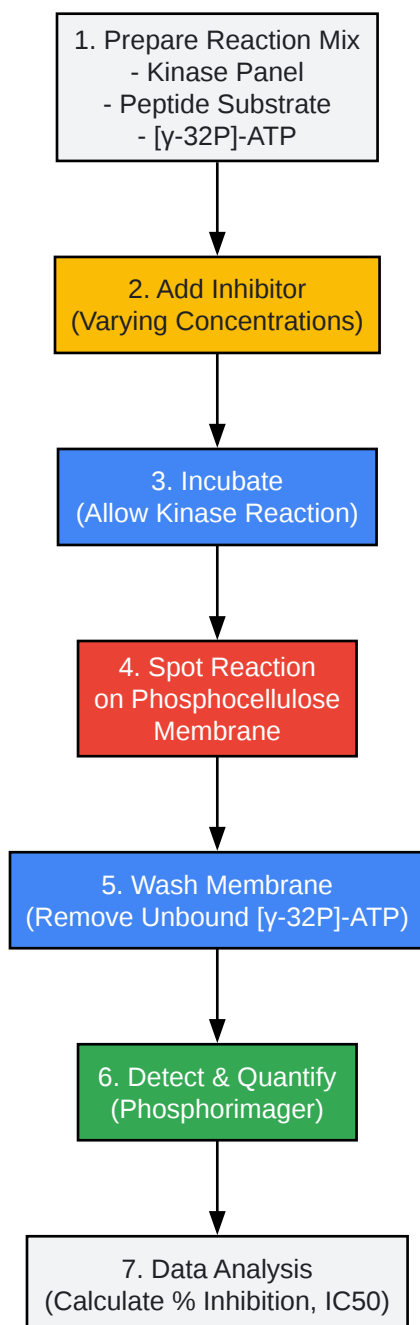 1. Prepare Reaction Mix
- Kinase Panel
- Peptide Substrate
- [γ-32P]-ATP
2. Add Inhibitor
(Varying Concentrations)
3. Incubate
(Allow Kinase Reaction)
4. Spot Reaction
on Phosphocellulose
Membrane
5. Wash Membrane
(Remove Unbound [γ-32P]-ATP)
6. Detect & Quantify
(Phosphorimager)
7. Data Analysis
(Calculate % Inhibition, IC50)